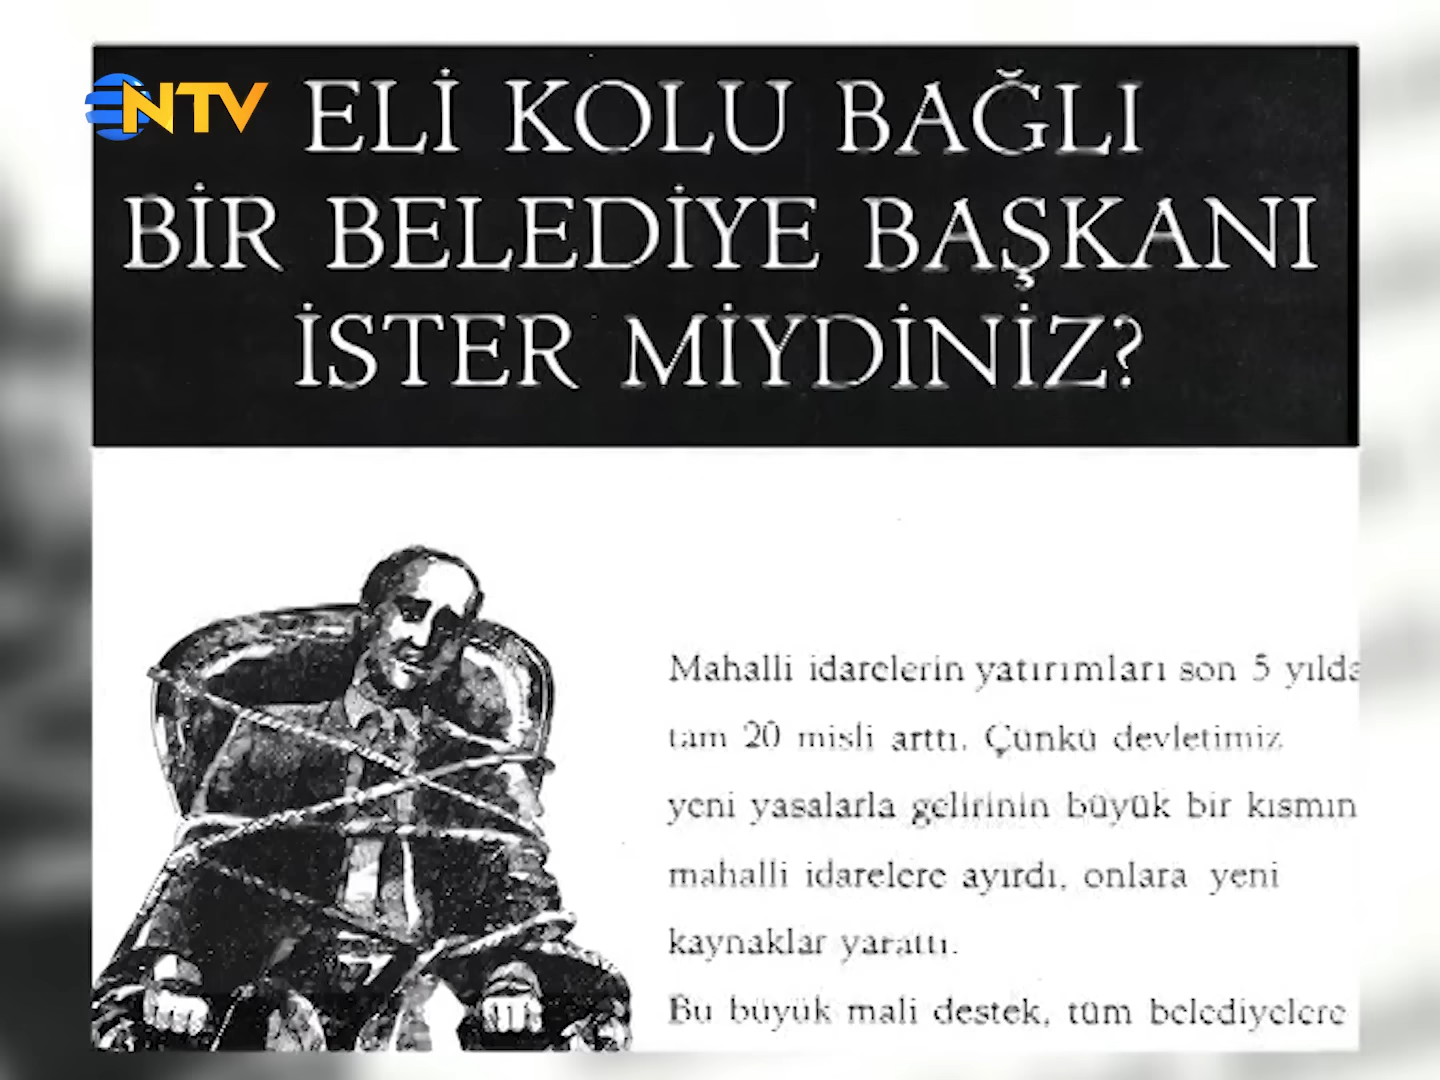 NTV
ELİ KOLU BAĞLI
BİR BELEDİYE BAŞKANI
İSTER MİYDİNİZ?
Mahalli idarelerin yatırımları son 5 yılda
tam 20 misli arttı. Çünkü devletimiz
yeni yasalarla gelirinin büyük bir kısmın
mahalli idarelere ayırdı, onlara yeni
kaynaklar yarattı.
Bu büyük mali destek, tüm belediyelere